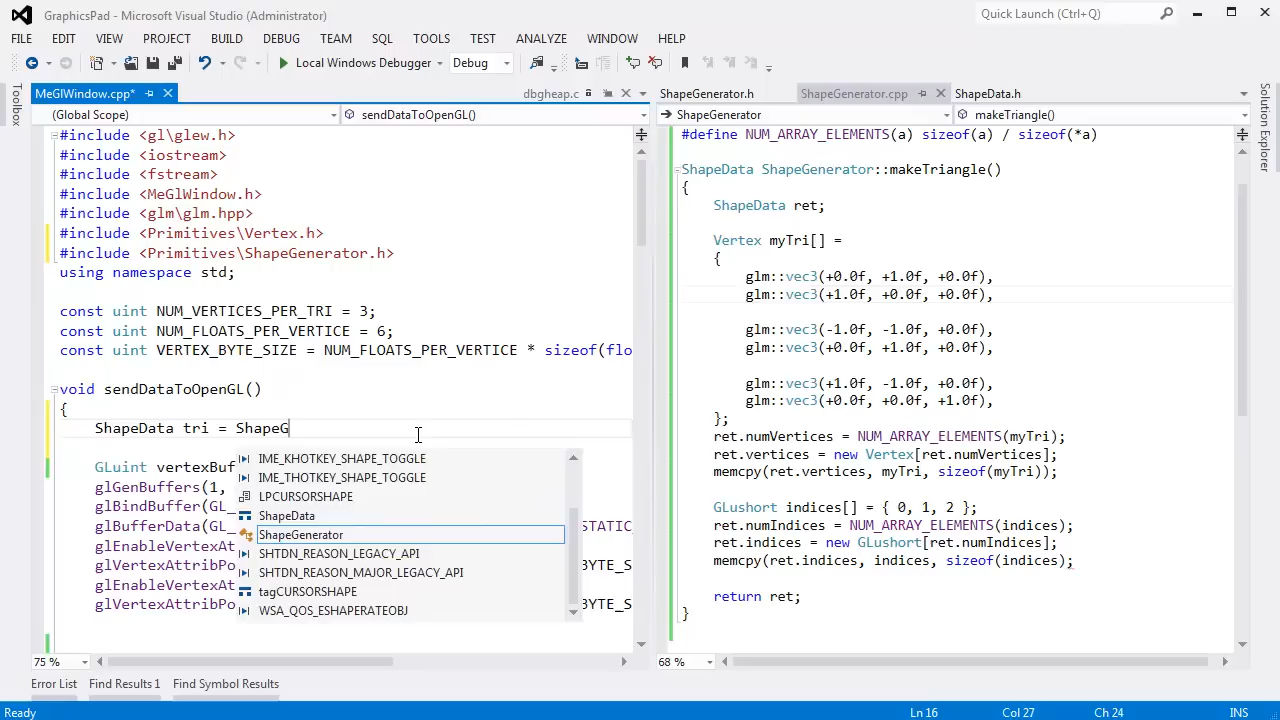 GraphicsPad - Microsoft Visual Studio (Administrator)
Quick Launch (Ctrl+Q)
FILE EDIT VIEW PROJECT BUILD DEBUG TEAM SQL TOOLS TEST ANALYZE WINDOW HELP
Local Windows Debugger Debug
MeGlWindow.cpp* dbgheap.c ShapeGenerator.h ShapeGenerator.cpp ShapeData.h
(Global Scope) sendDataToOpenGL() ShapeGenerator makeTriangle()
Toolbox
Solution Explorer
#include <gl\glew.h>
#include <iostream>
#include <fstream>
#include <MeGlWindow.h>
#include <glm\glm.hpp>
#include <Primitives\Vertex.h>
#include <Primitives\ShapeGenerator.h>
using namespace std;
const uint NUM_VERTICES_PER_TRI = 3;
const uint NUM_FLOATS_PER_VERTICE = 6;
const uint VERTEX_BYTE_SIZE = NUM_FLOATS_PER_VERTICE * sizeof(flo
void sendDataToOpenGL()
{
ShapeData tri = ShapeG
GLuint vertexBuf
glGenBuffers(1,
glBindBuffer(GL_
glBufferData(GL_ STATIC_
glEnableVertexAt
glVertexAttribPo BYTE_S
glEnableVertexAt
glVertexAttribPo BYTE_S
IME_KHOTKEY_SHAPE_TOGGLE
IME_THOTKEY_SHAPE_TOGGLE
LPCURSORSHAPE
ShapeData
ShapeGenerator
SHTDN_REASON_LEGACY_API
SHTDN_REASON_MAJOR_LEGACY_API
tagCURSORSHAPE
WSA_QOS_ESHAPERATEOBJ
#define NUM_ARRAY_ELEMENTS(a) sizeof(a) / sizeof(*a)
ShapeData ShapeGenerator::makeTriangle()
{
ShapeData ret;
Vertex myTri[] =
{
glm::vec3(+0.0f, +1.0f, +0.0f),
glm::vec3(+1.0f, +0.0f, +0.0f),
glm::vec3(-1.0f, -1.0f, +0.0f),
glm::vec3(+0.0f, +1.0f, +0.0f),
glm::vec3(+1.0f, -1.0f, +0.0f),
glm::vec3(+0.0f, +0.0f, +1.0f),
};
ret.numVertices = NUM_ARRAY_ELEMENTS(myTri);
ret.vertices = new Vertex[ret.numVertices];
memcpy(ret.vertices, myTri, sizeof(myTri));
GLushort indices[] = { 0, 1, 2 };
ret.numIndices = NUM_ARRAY_ELEMENTS(indices);
ret.indices = new GLushort[ret.numIndices];
memcpy(ret.indices, indices, sizeof(indices);
return ret;
}
75 % 68 %
Error List Find Results 1 Find Symbol Results
Ready Ln 16 Col 27 Ch 24 INS